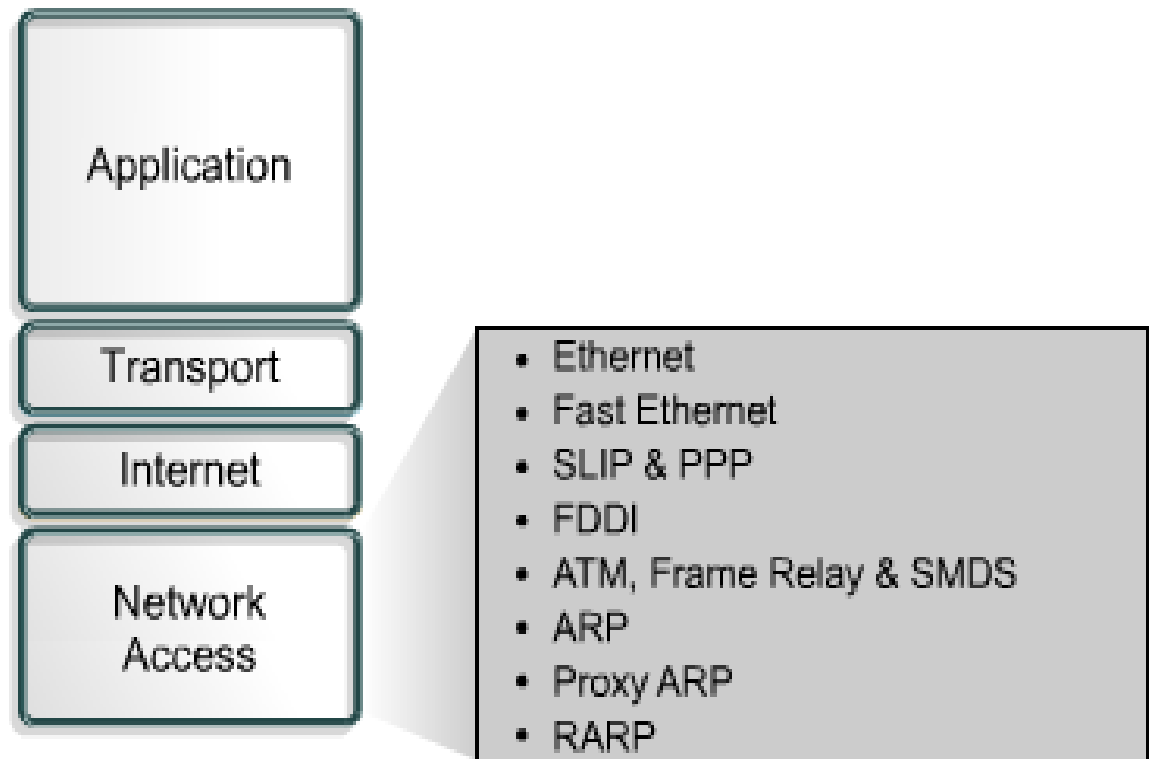 Application
Transport
Internet
Network
Access
• Ethernet
• Fast Ethernet
• SLIP & PPP
• FDDI
• ATM, Frame Relay & SMDS
• ARP
• Proxy ARP
• RARP